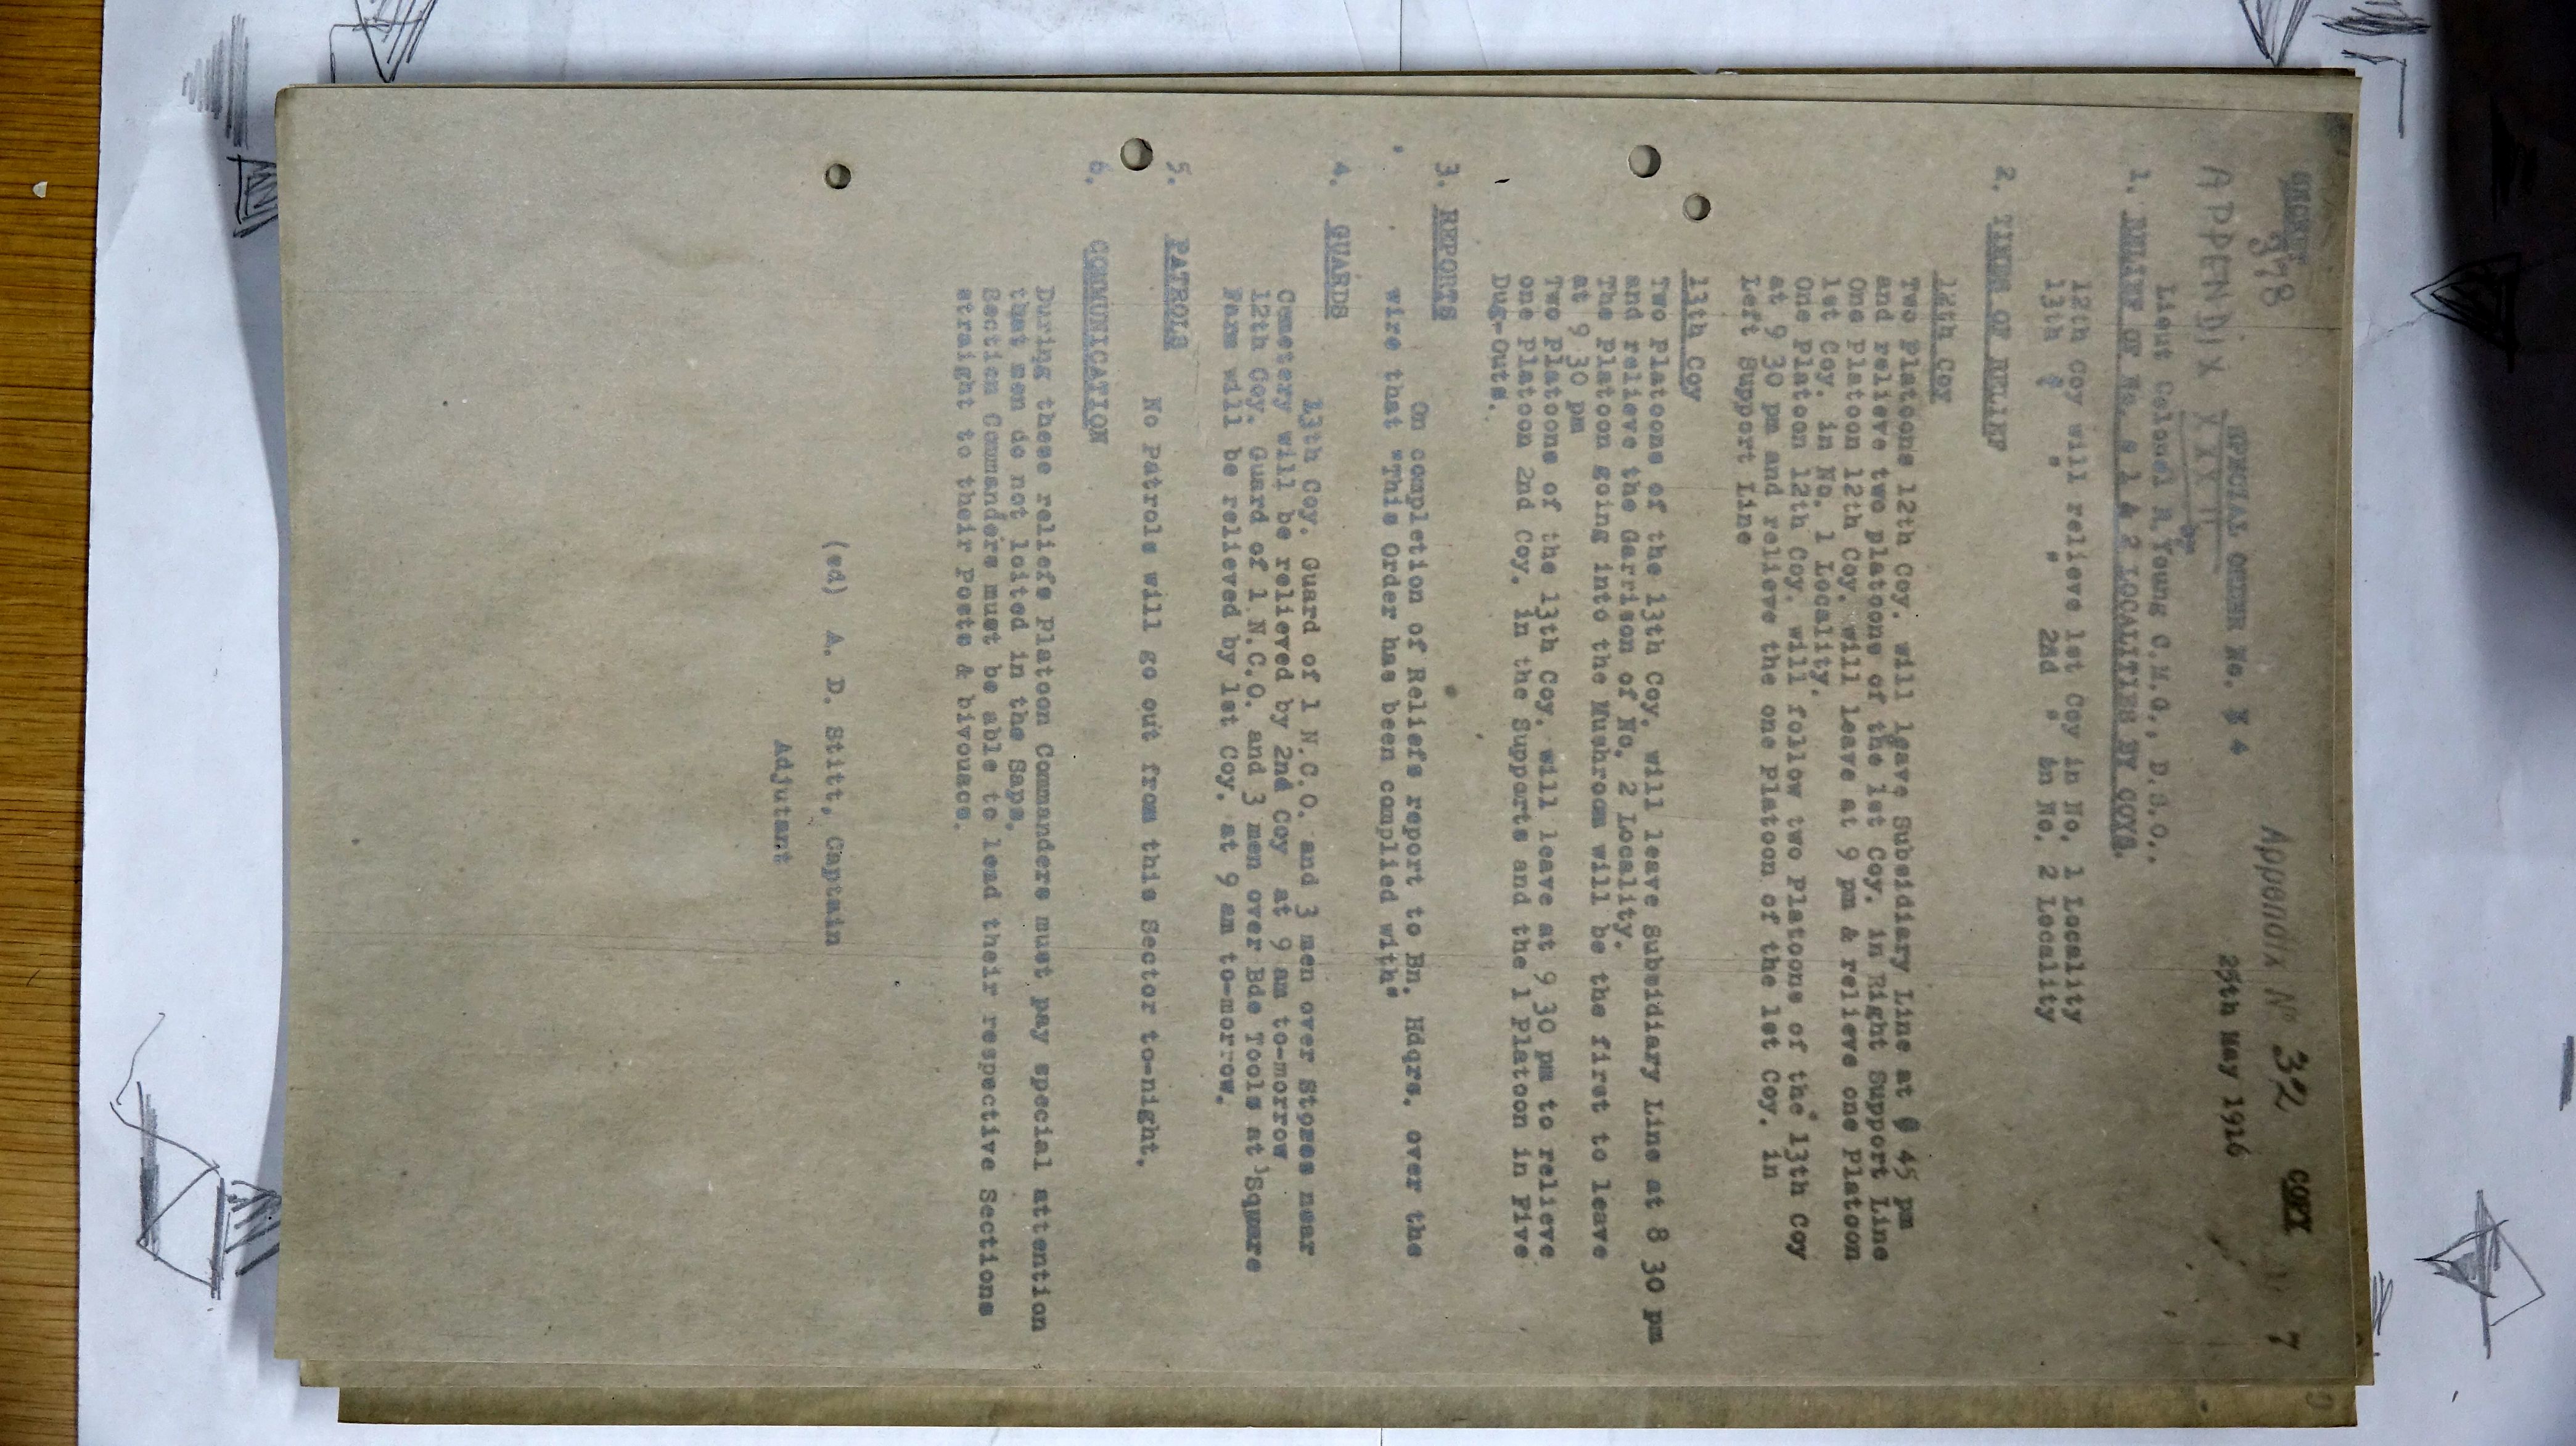 SECRET
398
Appendix No 32
COPY
7
APPENDIX XXXII
SPECIAL ORDER No. 4
25th May 1916
by
Lieut Colonel R. Young C.M.G., D.S.O..
1. RELIEF OF No. s 1 & 2 LOCALITIES BY COYS.
12th Coy will relieve 1st Coy in No. 1 Locality
13th " " " 2nd " in No. 2 Locality
2. TIMES OF RELIEF
12th Coy
Two Platoons 12th Coy. will leave Subsidiary Line at 8 45 pm
and relieve two platoons of the 1st Coy. in Right Support Line
One Platoon 12th Coy. will leave at 9 pm & relieve one Platoon
1st Coy. in No. 1 Locality.
One Platoon 12th Coy. will follow two Platoons of the 13th Coy
at 9 30 pm and relieve the one Platoon of the 1st Coy. in
Left Support Line
13th Coy
Two Platoons of the 13th Coy. will leave Subsidiary Line at 8 30 pm
and relieve the Garrison of No. 2 Locality.
The Platoon going into the Mushroom will be the first to leave
at 9 30 pm
Two Platoons of the 13th Coy. will leave at 9 30 pm to relieve
one Platoon 2nd Coy. in the Supports and the 1 Platoon in Five
Dug-Outs.
3. REPORTS
On completion of Reliefs report to Bn. Hdqrs. over the
wire that "This Order has been complied with"
4. GUARDS
13th Coy. Guard of 1 N.C.O. and 3 men over Stores near
Cemetery will be relieved by 2nd Coy at 9 am to-morrow
12th Coy. Guard of 1 N.C.O. and 3 men over Bde Tools at Square
Farm will be relieved by 1st Coy. at 9 am to-morrow.
5. PATROLS
No Patrols will go out from this Sector to-night.
6. COMMUNICATION
During these reliefs Platoon Commanders must pay special attention
that men do not loited in the Saps.
Section Commanders must be able to lead their respective Sections
straight to their Posts & bivouacs.
(sd) A. D. Stitt, Captain
Adjutant